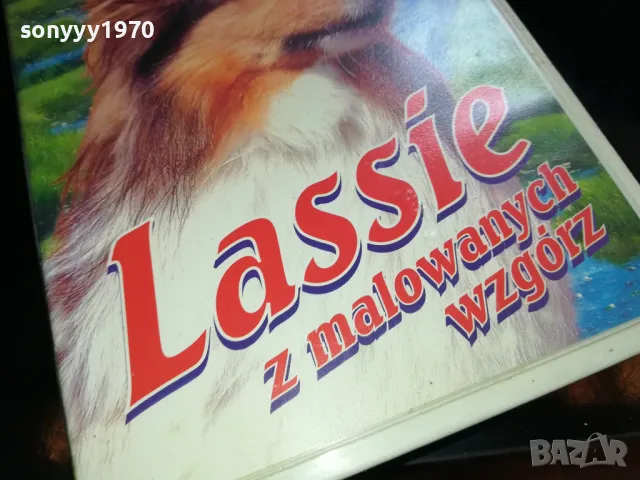 sonyyy1970
Lassie
z malowanych
wzgórz
BAZAR